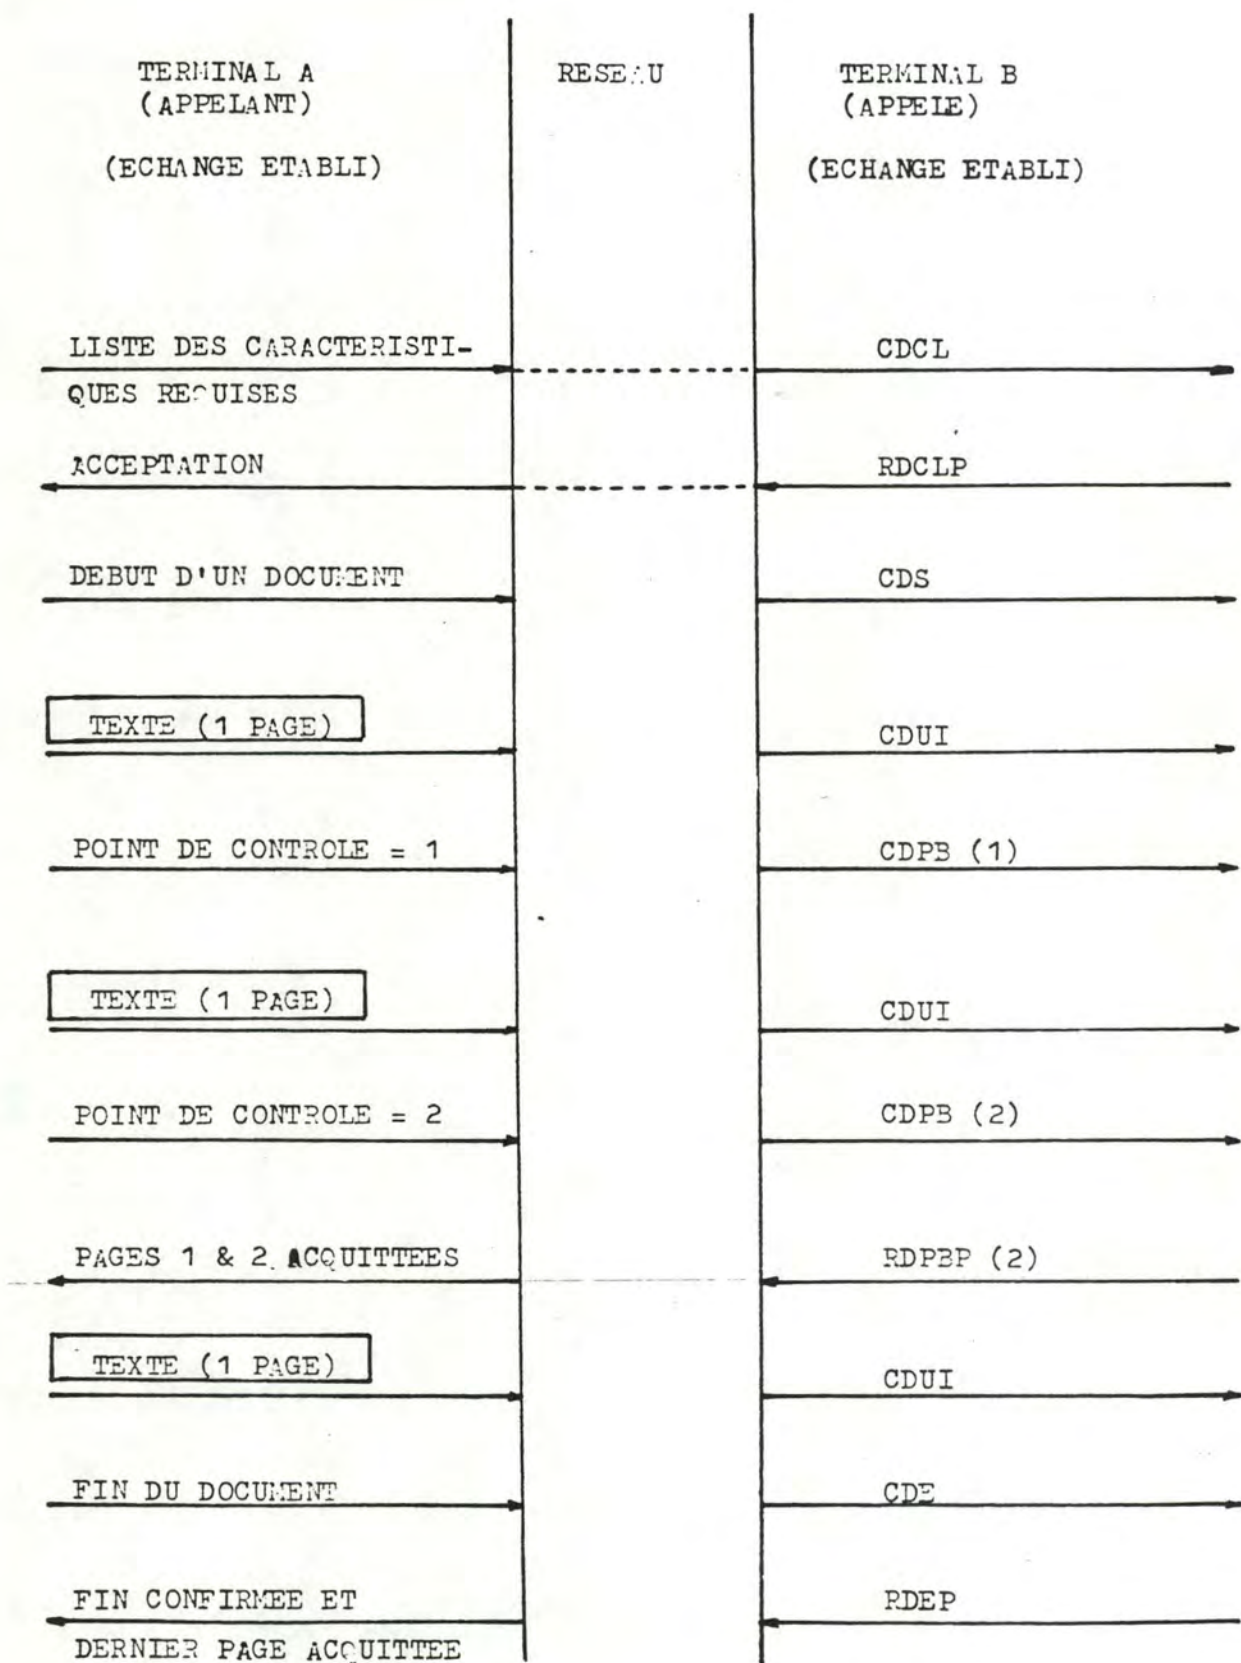 TERMINAL A
(APPELANT)
(ECHANGE ETABLI)
RESEAU
TERMINAL B
(APPELE)
(ECHANGE ETABLI)
LISTE DES CARACTERISTI-
QUES REQUISES
CDCL
ACCEPTATION
RDCLP
DEBUT D'UN DOCUMENT
CDS
TEXTE (1 PAGE)
CDUI
POINT DE CONTROLE = 1
CDPB (1)
TEXTE (1 PAGE)
CDUI
POINT DE CONTROLE = 2
CDPB (2)
PAGES 1 & 2 ACQUITTEES
RDPBP (2)
TEXTE (1 PAGE)
CDUI
FIN DU DOCUMENT
CDE
FIN CONFIRMEE ET
DERNIER PAGE ACQUITTEE
RDEP